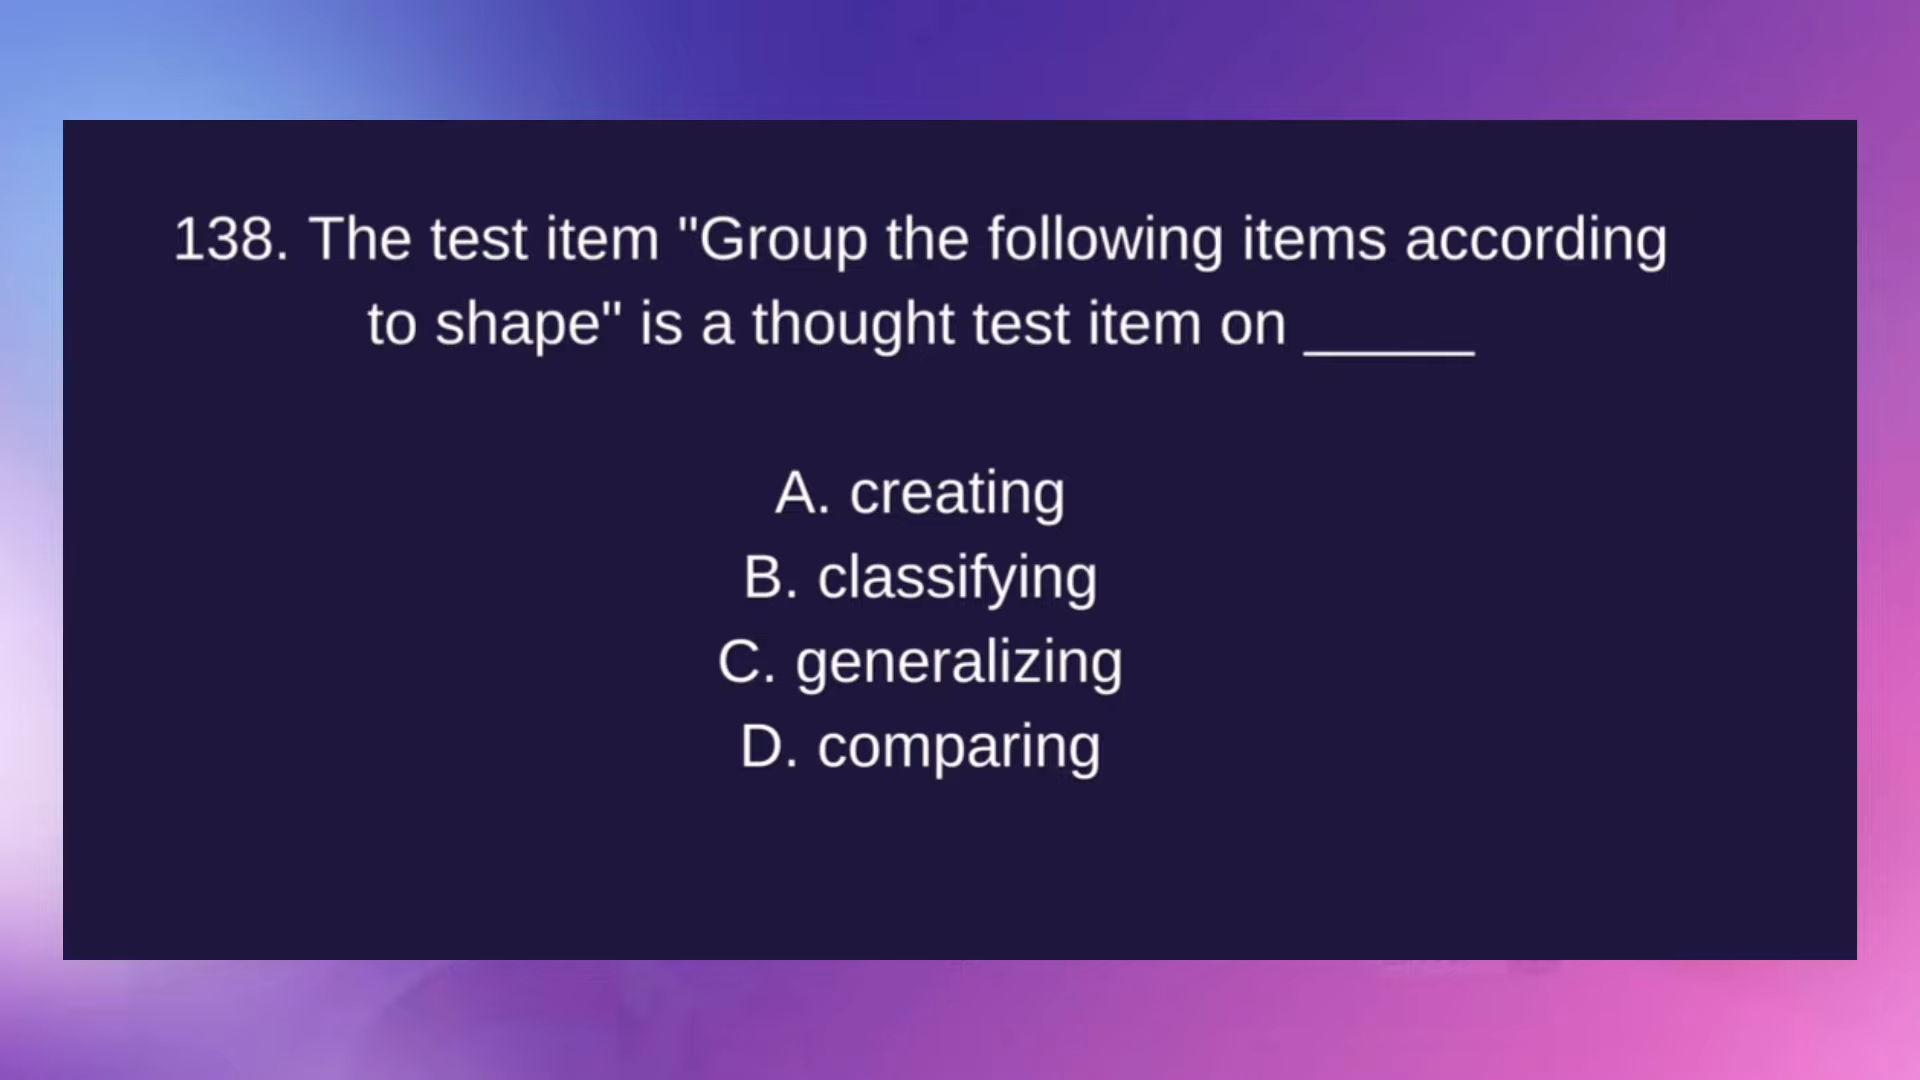 138. The test item "Group the following items according
to shape" is a thought test item on ______
A. creating
B. classifying
C. generalizing
D. comparing